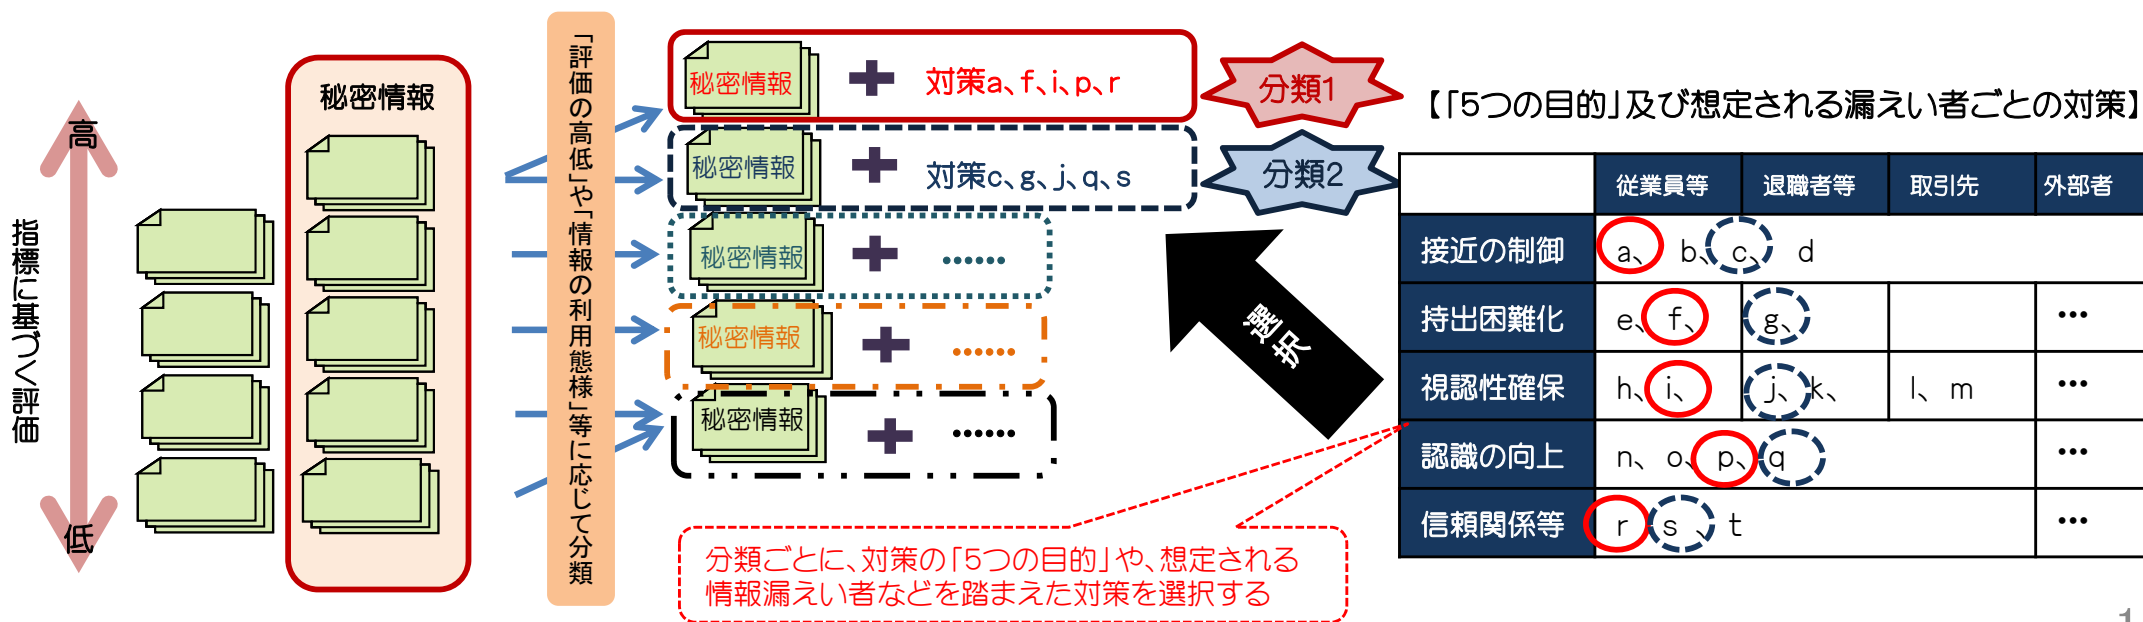 指標に基づく評価
高
低
秘密情報
「評価の高低」や「情報の利用態様」等に応じて分類
秘密情報
対策a、f、i、p、r
分類1
秘密情報
対策c、g、j、q、s
分類2
秘密情報
••••••
秘密情報
••••••
秘密情報
••••••
選択
分類ごとに、対策の「5つの目的」や、想定される
情報漏えい者などを踏まえた対策を選択する
【「5つの目的」及び想定される漏えい者ごとの対策】
従業員等 退職者等 取引先 外部者
接近の制御 a、 b、c、 d
持出困難化 e、f、 g、 •••
視認性確保 h、i、 j、k、 l、m •••
認識の向上 n、o、p、q •••
信頼関係等 r s 、t •••
1